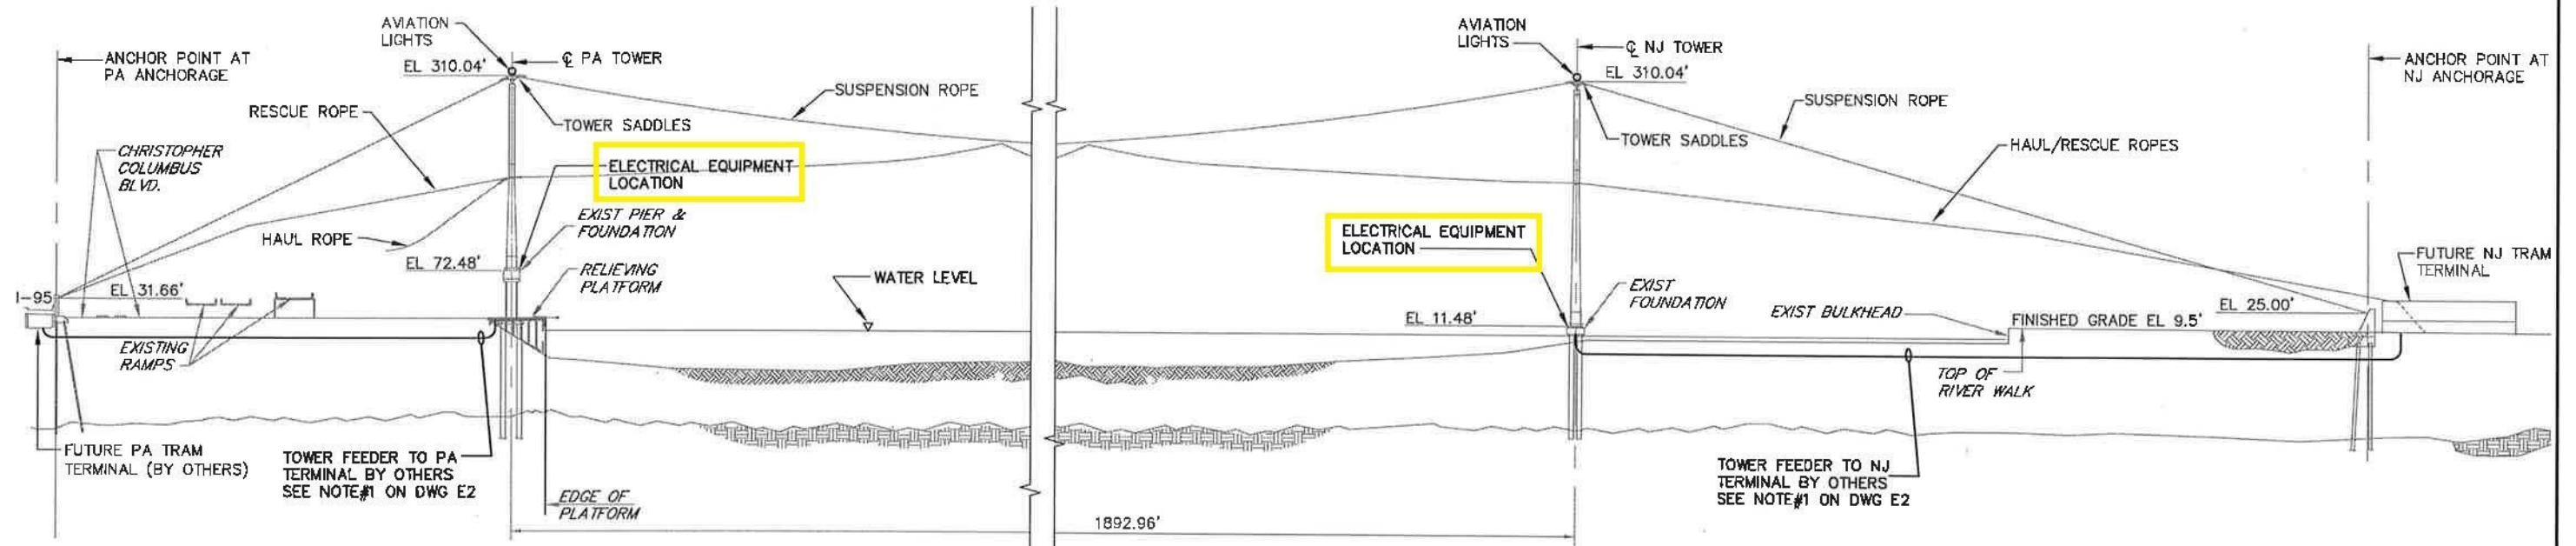 AVIATION
LIGHTS
ANCHOR POINT AT
PA ANCHORAGE
EL 310.04'
℄ PA TOWER
SUSPENSION ROPE
RESCUE ROPE
TOWER SADDLES
CHRISTOPHER
COLUMBUS
BLVD.
ELECTRICAL EQUIPMENT
LOCATION
EXIST PIER &
FOUNDATION
HAUL ROPE
EL 72.48'
RELIEVING
PLATFORM
WATER LEVEL
I-95
EL 31.66'
EXISTING
RAMPS
FUTURE PA TRAM
TERMINAL (BY OTHERS)
TOWER FEEDER TO PA
TERMINAL BY OTHERS
SEE NOTE#1 ON DWG E2
EDGE OF
PLATFORM
1892.96'
AVIATION
LIGHTS
℄ NJ TOWER
EL 310.04'
ANCHOR POINT AT
NJ ANCHORAGE
SUSPENSION ROPE
TOWER SADDLES
HAUL/RESCUE ROPES
ELECTRICAL EQUIPMENT
LOCATION
FUTURE NJ TRAM
TERMINAL
EXIST
FOUNDATION
EL 11.48'
EXIST BULKHEAD
FINISHED GRADE EL 9.5'
EL 25.00'
TOP OF
RIVER WALK
TOWER FEEDER TO NJ
TERMINAL BY OTHERS
SEE NOTE#1 ON DWG E2